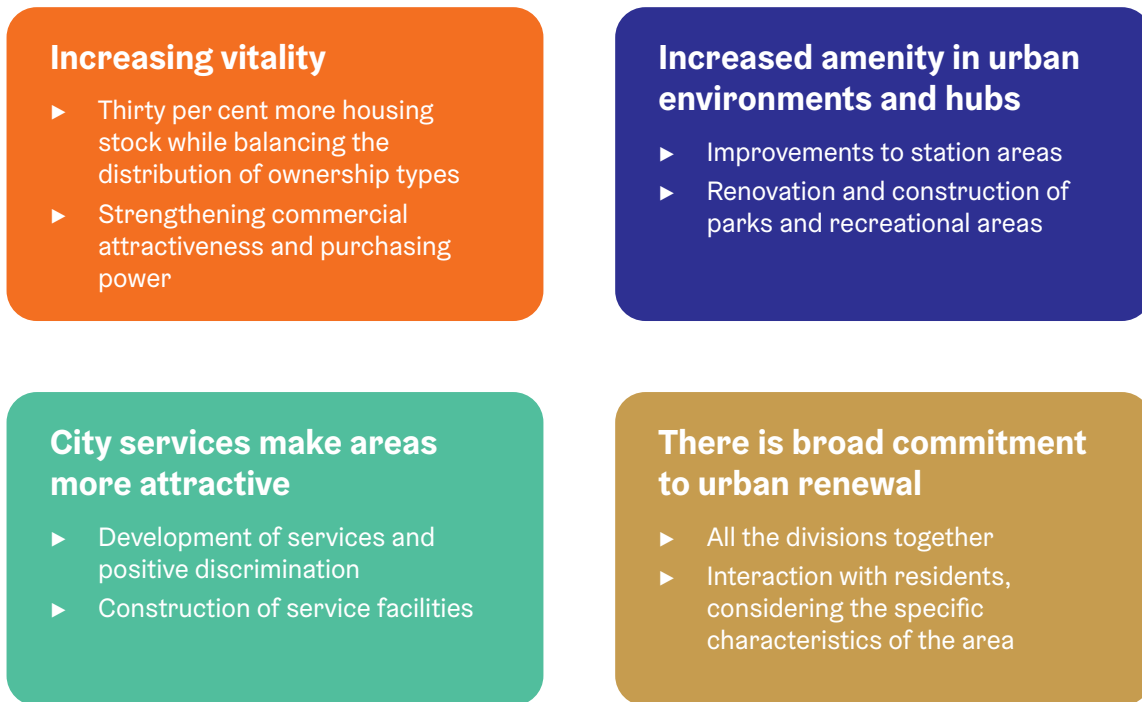 Increasing vitality
► Thirty per cent more housing
stock while balancing the
distribution of ownership types
► Strengthening commercial
attractiveness and purchasing
power
Increased amenity in urban
environments and hubs
► Improvements to station areas
► Renovation and construction of
parks and recreational areas
City services make areas
more attractive
► Development of services and
positive discrimination
► Construction of service facilities
There is broad commitment
to urban renewal
► All the divisions together
► Interaction with residents,
considering the specific
characteristics of the area